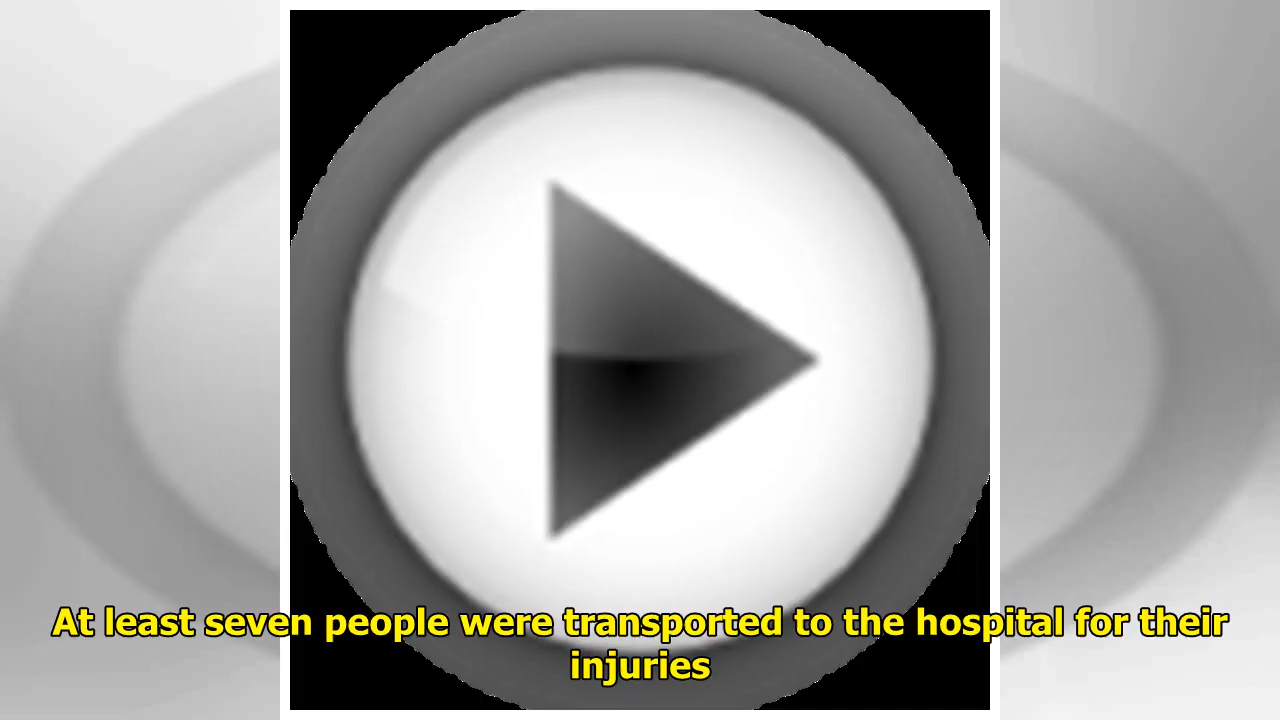 At least seven people were transported to the hospital for their
injuries